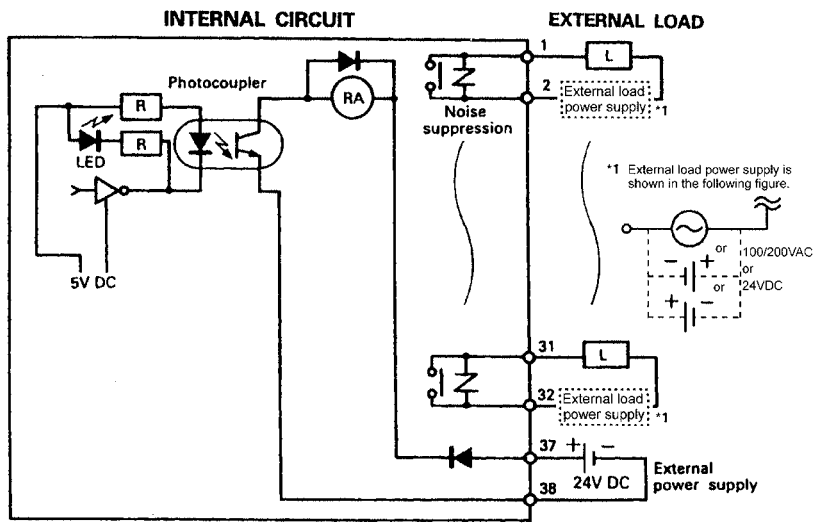 INTERNAL CIRCUIT
EXTERNAL LOAD
Photocoupler
R
R
LED
5V DC
RA
Noise
suppression
1
L
2
External load
power supply
*1
*1 External load power supply is
shown in the following figure.
or
100/200VAC
or
or
24VDC
− +
+ −
31
L
32
External load
power supply
*1
37
+ −
24V DC
38
External
power supply